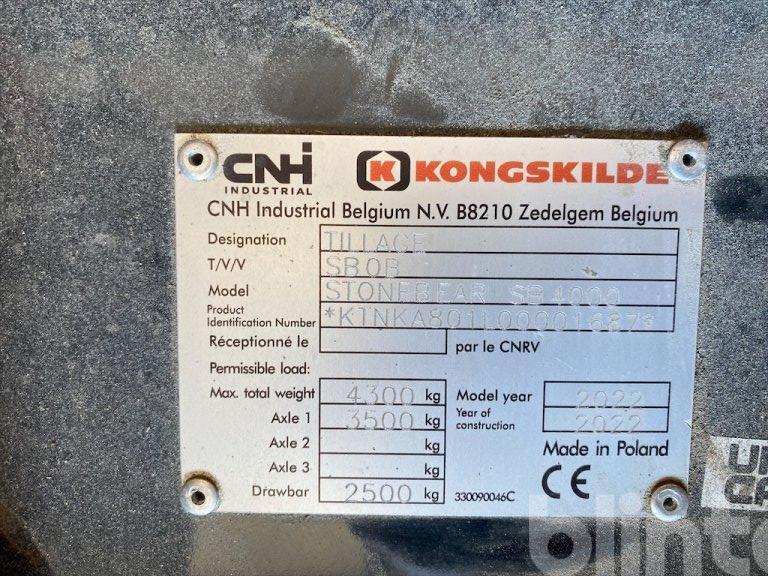 CNH INDUSTRIAL KONGSKILDE
CNH Industrial Belgium N.V. B8210 Zedelgem Belgium
Designation TILLAGE
T/V/V SB0B
Model STONEBEAR SB4000
Product Identification Number *K1NKA801L00001687*
Réceptionné le par le CNRV
Permissible load:
Max. total weight 4300 kg Model year 2022
Axle 1 3500 kg Year of construction 2022
Axle 2 kg Made in Poland
Axle 3 kg
Drawbar 2500 kg 330090046C CE